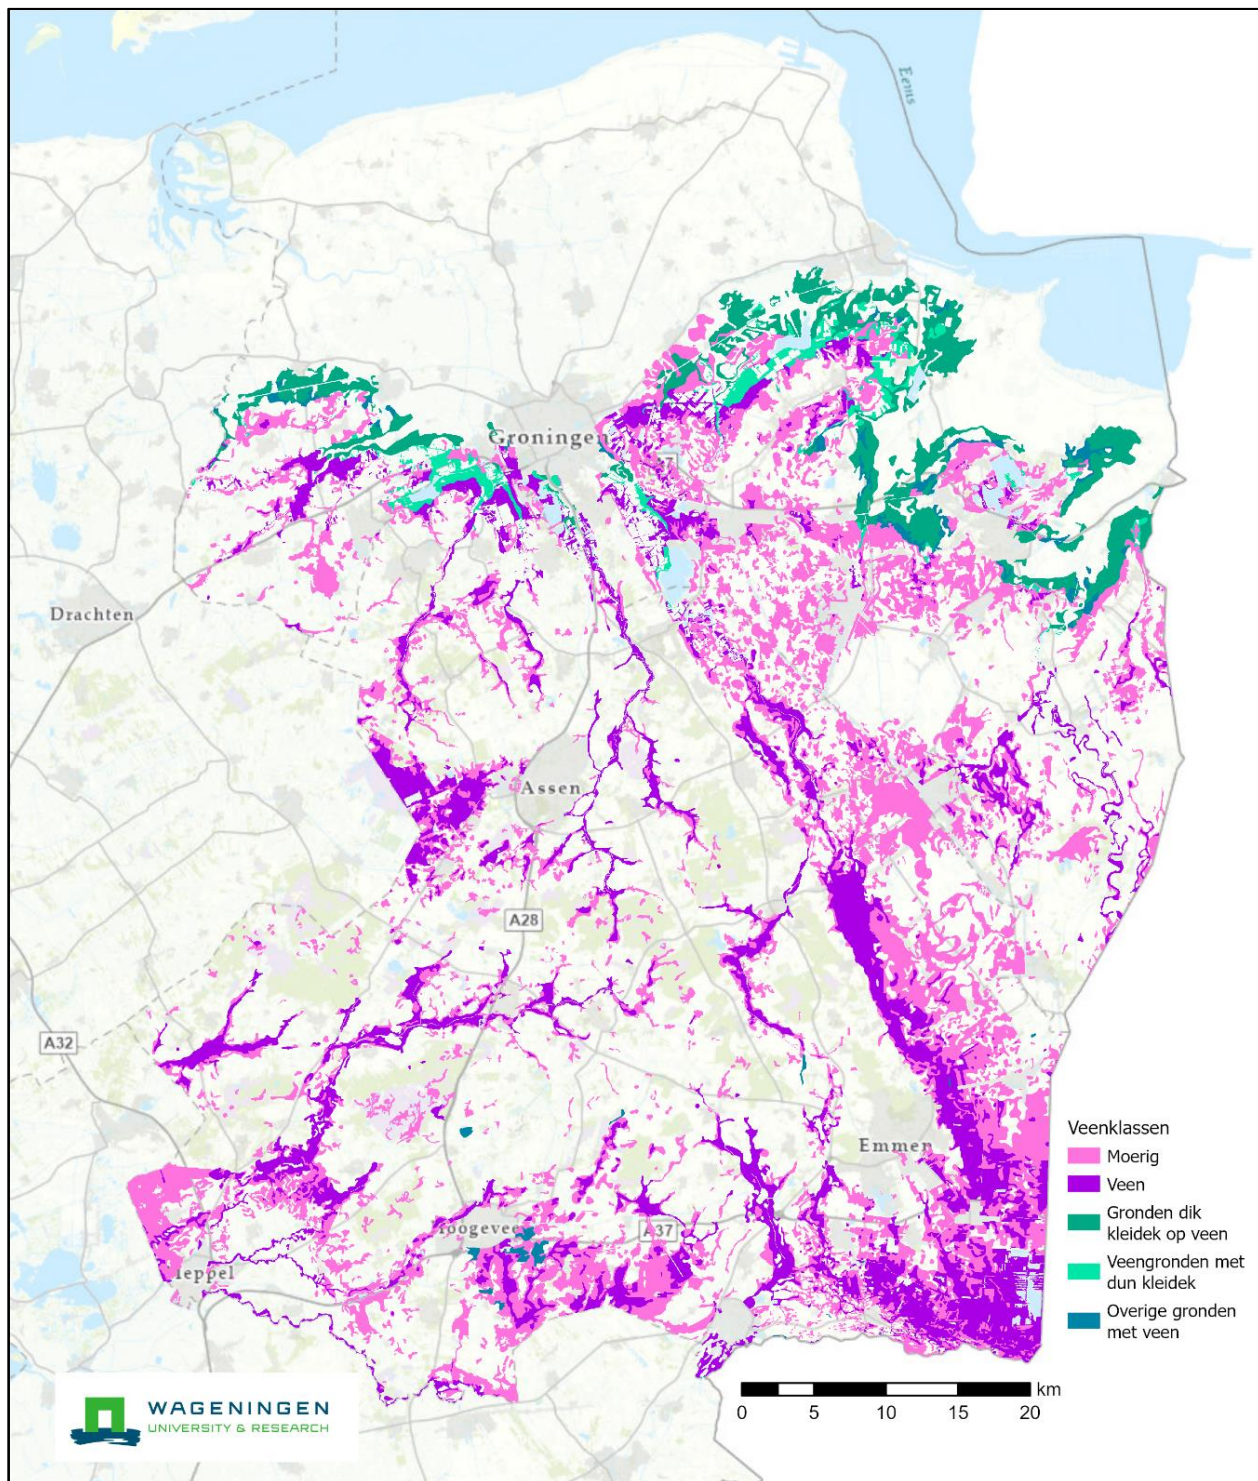 Eems
Groningen
7
Drachten
Assen
A28
A32
Emmen
A37
Veenklassen
Moerig
Veen
Gronden dik
kleidek op veen
Veengronden met
dun kleidek
Overige gronden
met veen
km
0 5 10 15 20
WAGENINGEN
UNIVERSITY & RESEARCH